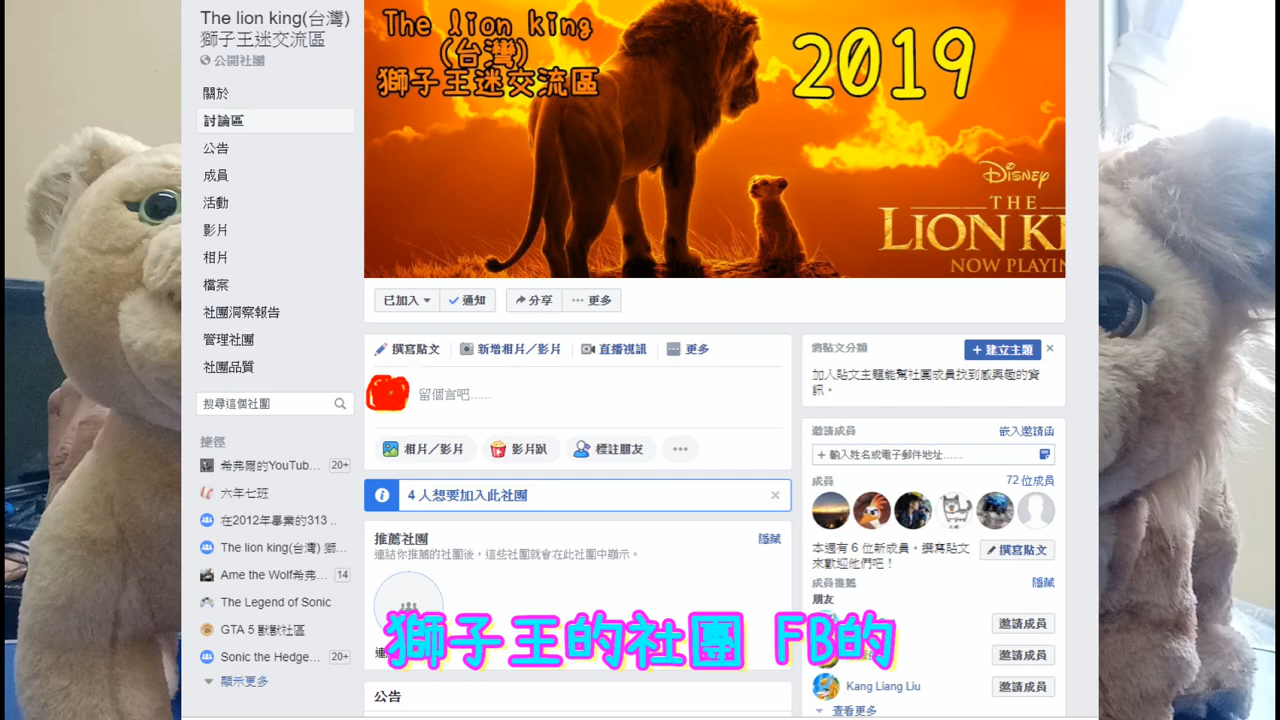 The lion king(台灣)
獅子王迷交流區
公開社團
關於
討論區
公告
成員
活動
影片
相片
檔案
社團洞察報告
管理社團
社團品質
搜尋這個社團
捷徑
希弗爾的YouTub... 20+
六年七班
在2012年畢業的313 ..
The lion king(台灣) 獅...
Ame the Wolf希弗... 14
The Legend of Sonic
GTA 5 獸獸社區
Sonic the Hedge... 20+
顯示更多
The lion king
(台灣)
獅子王迷交流區
2019
Disney
THE
LION KI
NOW PLAYIN
已加入 通知 分享 更多
撰寫貼文 新增相片／影片 直播視訊 更多
留個言吧......
相片／影片 影片趴 標註朋友
4 人想要加入此社團
推薦社團 隱藏
連結你推薦的社團後，這些社團就會在此社團中顯示。
獅子王的社團 FB的
公告
將貼文分類 建立主題
加入貼文主題能幫社團成員找到感興趣的資
訊。
邀請成員 嵌入邀請函
輸入姓名或電子郵件地址......
成員 72 位成員
本週有 6 位新成員。撰寫貼文
來歡迎他們吧！
撰寫貼文
成員推薦 隱藏
朋友
邀請成員
邀請成員
Kang Liang Liu 邀請成員
查看更多